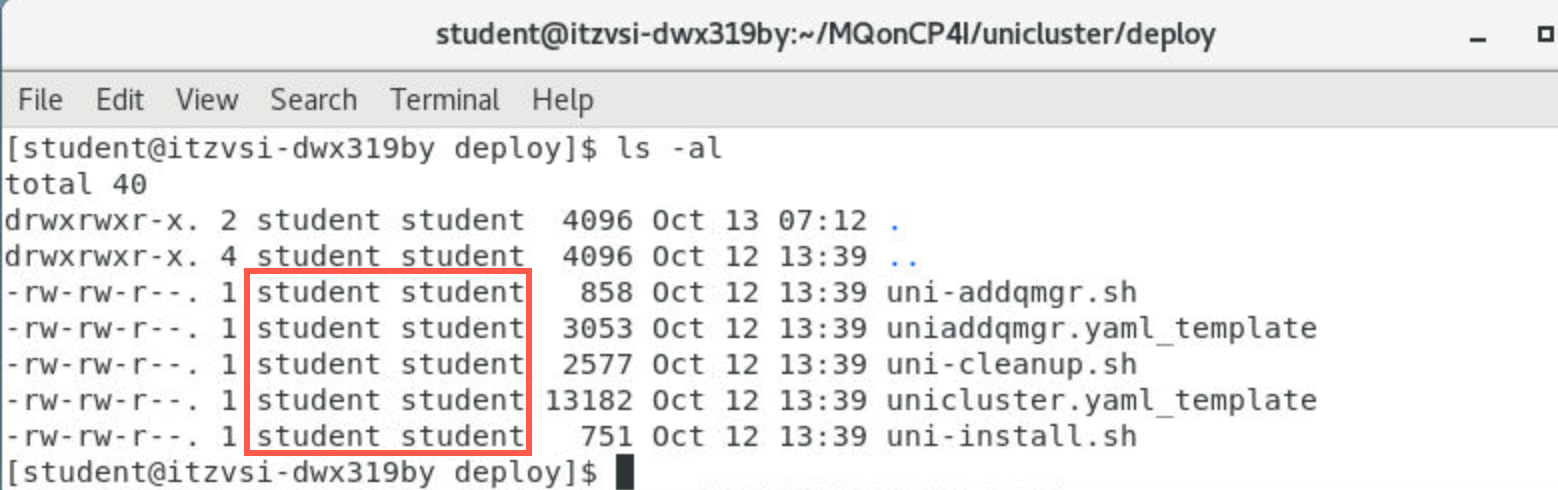 student@itzvsi-dwx319by:~/MQonCP4I/unicluster/deploy
File Edit View Search Terminal Help
[student@itzvsi-dwx319by deploy]$ ls -al
total 40
drwxrwxr-x. 2 student student  4096 Oct 13 07:12 .
drwxrwxr-x. 4 student student  4096 Oct 12 13:39 ..
-rw-rw-r--. 1 student student   858 Oct 12 13:39 uni-addqmgr.sh
-rw-rw-r--. 1 student student  3053 Oct 12 13:39 uniaddqmgr.yaml_template
-rw-rw-r--. 1 student student  2577 Oct 12 13:39 uni-cleanup.sh
-rw-rw-r--. 1 student student 13182 Oct 12 13:39 unicluster.yaml_template
-rw-rw-r--. 1 student student   751 Oct 12 13:39 uni-install.sh
[student@itzvsi-dwx319by deploy]$